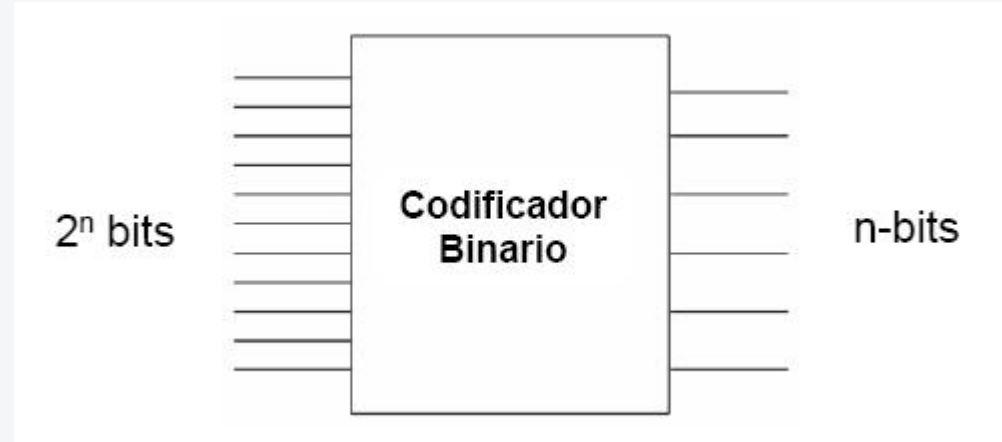 2ⁿ bits
Codificador
Binario
n-bits